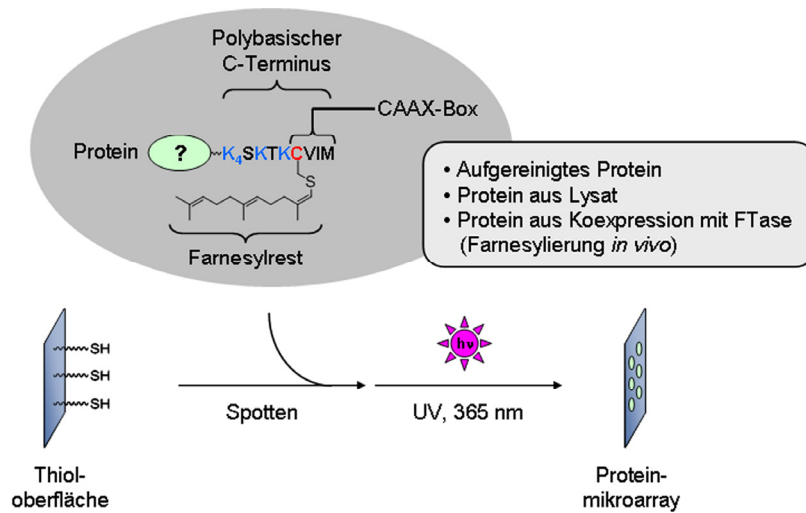 Polybasischer
C-Terminus
CAAX-Box
Protein ? K4SKTKCVIM
S
Farnesylrest
• Aufgereinigtes Protein
• Protein aus Lysat
• Protein aus Koexpression mit FTase
(Farnesylierung in vivo)
SH
SH
SH
hν
Spotten
UV, 365 nm
Thiol-
oberfläche
Protein-
mikroarray